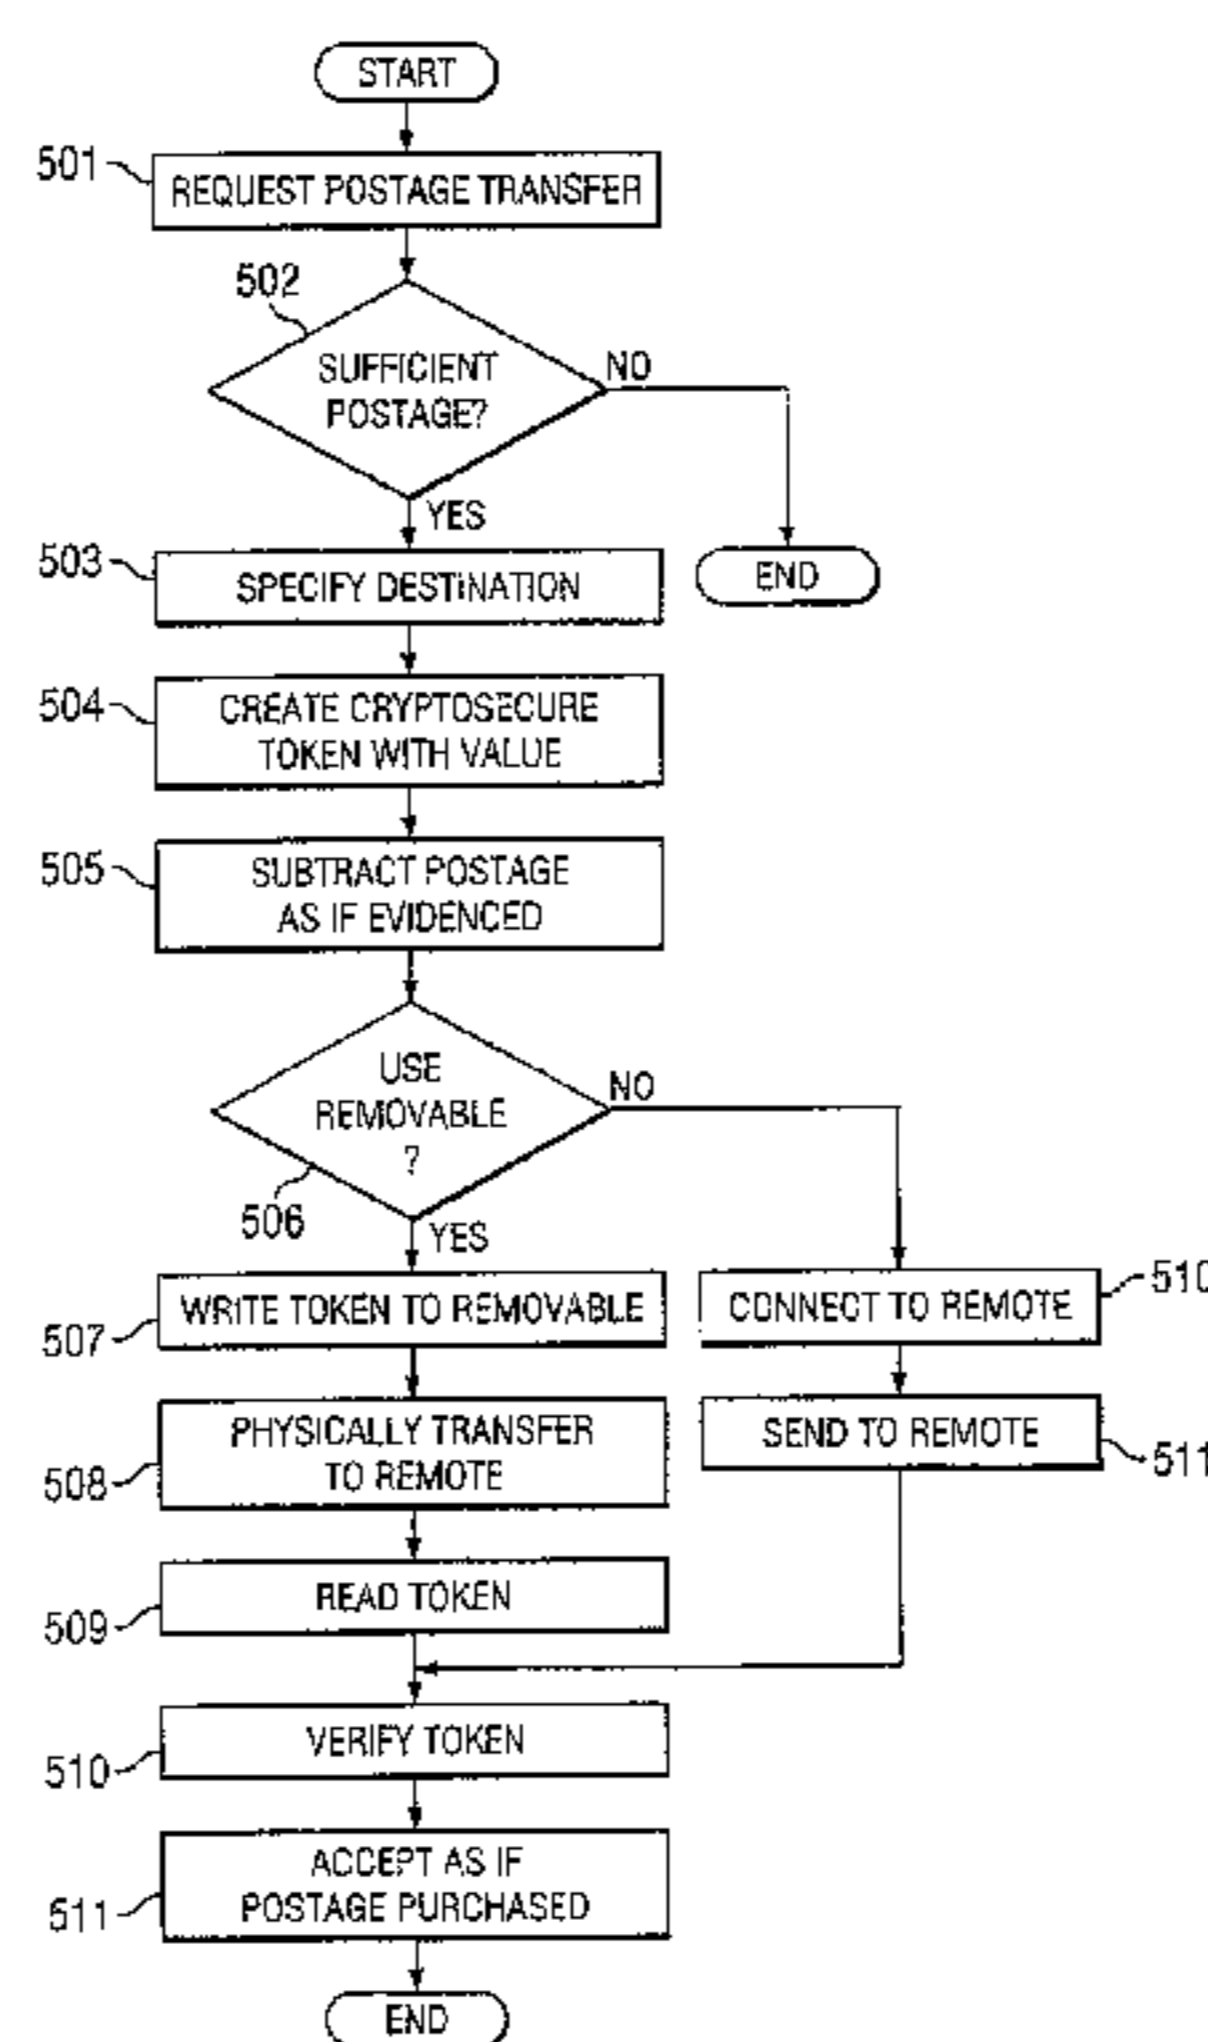 START
501
REQUEST POSTAGE TRANSFER
502
SUFFICIENT
POSTAGE?
NO
YES
END
503
SPECIFY DESTINATION
504
CREATE CRYPTOSECURE
TOKEN WITH VALUE
505
SUBTRACT POSTAGE
AS IF EVIDENCED
USE
REMOVABLE
?
NO
506
YES
507
WRITE TOKEN TO REMOVABLE
CONNECT TO REMOTE
510
508
PHYSICALLY TRANSFER
TO REMOTE
SEND TO REMOTE
511
509
READ TOKEN
510
VERIFY TOKEN
511
ACCEPT AS IF
POSTAGE PURCHASED
END